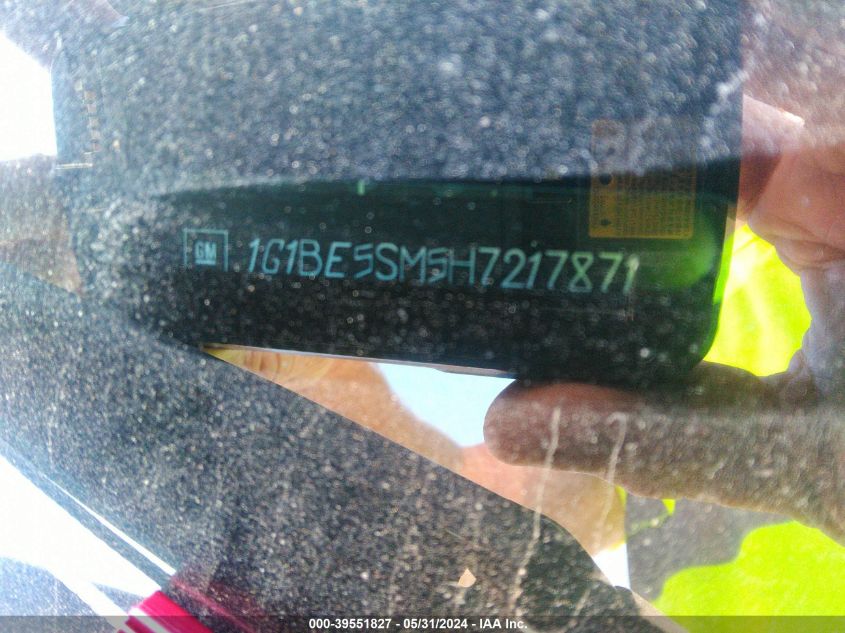 GM 1G1BE5SM5H7217871
000-39551827 - 05/31/2024 - IAA Inc.